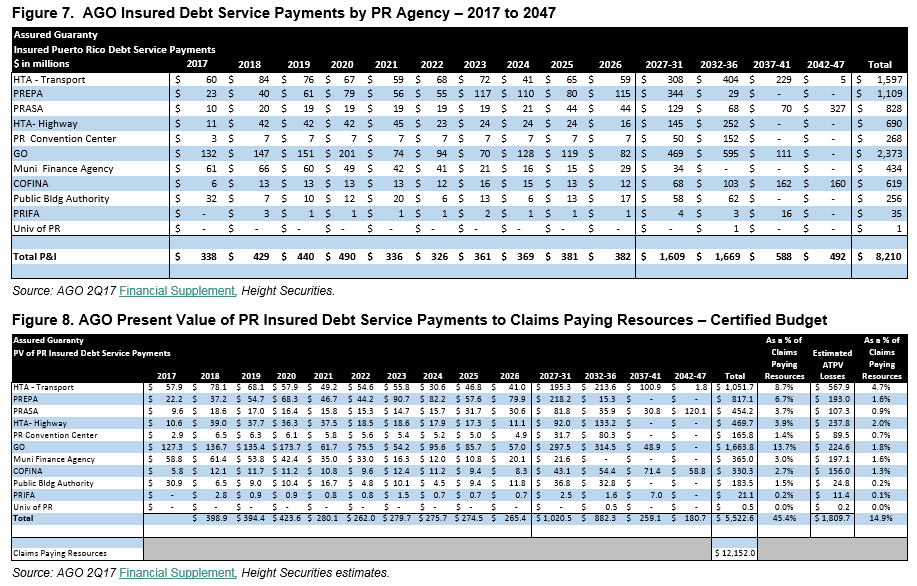 Figure 7. AGO Insured Debt Service Payments by PR Agency – 2017 to 2047
Assured Guaranty
Insured Puerto Rico Debt Service Payments
$ in millions 2017 2018 2019 2020 2021 2022 2023 2024 2025 2026 2027-31 2032-36 2037-41 2042-47 Total
HTA - Transport $ 60 $ 84 $ 76 $ 67 $ 59 $ 68 $ 72 $ 41 $ 65 $ 59 $ 308 $ 404 $ 229 $ 5 $ 1,597
PREPA $ 23 $ 40 $ 61 $ 79 $ 56 $ 55 $ 117 $ 110 $ 80 $ 115 $ 344 $ 29 $ - $ - $ 1,109
PRASA $ 10 $ 20 $ 19 $ 19 $ 19 $ 19 $ 19 $ 21 $ 44 $ 44 $ 129 $ 68 $ 70 $ 327 $ 828
HTA- Highway $ 11 $ 42 $ 42 $ 42 $ 45 $ 23 $ 24 $ 24 $ 24 $ 16 $ 145 $ 252 $ - $ - $ 690
PR Convention Center $ 3 $ 7 $ 7 $ 7 $ 7 $ 7 $ 7 $ 7 $ 7 $ 7 $ 50 $ 152 $ - $ - $ 268
GO $ 132 $ 147 $ 151 $ 201 $ 74 $ 94 $ 70 $ 128 $ 119 $ 82 $ 469 $ 595 $ 111 $ - $ 2,373
Muni Finance Agency $ 61 $ 66 $ 60 $ 49 $ 42 $ 41 $ 21 $ 16 $ 15 $ 29 $ 34 $ - $ - $ - $ 434
COFINA $ 6 $ 13 $ 13 $ 13 $ 13 $ 12 $ 16 $ 15 $ 13 $ 12 $ 68 $ 103 $ 162 $ 160 $ 619
Public Bldg Authority $ 32 $ 7 $ 10 $ 12 $ 20 $ 6 $ 13 $ 6 $ 13 $ 17 $ 58 $ 62 $ - $ - $ 256
PRIFA $ - $ 3 $ 1 $ 1 $ 1 $ 1 $ 2 $ 1 $ 1 $ 1 $ 4 $ 3 $ 16 $ - $ 35
Univ of PR $ - $ - $ - $ - $ - $ - $ - $ - $ - $ - $ - $ 1 $ - $ - $ 1
Total P&I $ 338 $ 429 $ 440 $ 490 $ 336 $ 326 $ 361 $ 369 $ 381 $ 382 $ 1,609 $ 1,669 $ 588 $ 492 $ 8,210
Source: AGO 2Q17 Financial Supplement, Height Securities.
Figure 8. AGO Present Value of PR Insured Debt Service Payments to Claims Paying Resources – Certified Budget
Assured Guaranty
PV of PR Insured Debt Service Payments
2017 2018 2019 2020 2021 2022 2023 2024 2025 2026 2027-31 2032-36 2037-41 2042-47 Total As a % of Claims Paying Resources Estimated ATPV Losses As a % of Claims Paying Resources
HTA - Transport $ 57.9 $ 78.1 $ 68.1 $ 57.9 $ 49.2 $ 54.6 $ 55.8 $ 30.6 $ 46.8 $ 41.0 $ 195.3 $ 213.6 $ 100.9 $ 1.8 $ 1,051.7 8.7% $ 567.9 4.7%
PREPA $ 22.2 $ 37.2 $ 54.7 $ 68.3 $ 46.7 $ 44.2 $ 90.7 $ 82.2 $ 57.6 $ 79.9 $ 218.2 $ 15.3 $ - $ - $ 817.1 6.7% $ 193.0 1.6%
PRASA $ 9.6 $ 18.6 $ 17.0 $ 16.4 $ 15.8 $ 15.3 $ 14.7 $ 15.7 $ 31.7 $ 30.6 $ 81.8 $ 35.9 $ 30.8 $ 120.1 $ 454.2 3.7% $ 107.3 0.9%
HTA- Highway $ 10.6 $ 39.0 $ 37.7 $ 36.3 $ 37.5 $ 18.5 $ 18.6 $ 17.9 $ 17.3 $ 11.1 $ 92.0 $ 133.2 $ - $ - $ 469.7 3.9% $ 237.8 2.0%
PR Convention Center $ 2.9 $ 6.5 $ 6.3 $ 6.1 $ 5.8 $ 5.6 $ 5.4 $ 5.2 $ 5.0 $ 4.9 $ 31.7 $ 80.3 $ - $ - $ 165.8 1.4% $ 89.5 0.7%
GO $ 127.3 $ 136.7 $ 135.4 $ 173.7 $ 61.7 $ 75.5 $ 54.2 $ 95.6 $ 85.7 $ 57.0 $ 297.5 $ 314.5 $ 48.9 $ - $ 1,663.8 13.7% $ 224.6 1.8%
Muni Finance Agency $ 58.8 $ 61.4 $ 53.8 $ 42.4 $ 35.0 $ 33.0 $ 16.3 $ 12.0 $ 10.8 $ 20.1 $ 21.6 $ - $ - $ - $ 365.0 3.0% $ 197.1 1.6%
COFINA $ 5.8 $ 12.1 $ 11.7 $ 11.2 $ 10.8 $ 9.6 $ 12.4 $ 11.2 $ 9.4 $ 8.3 $ 43.1 $ 54.4 $ 71.4 $ 58.8 $ 330.3 2.7% $ 156.0 1.3%
Public Bldg Authority $ 30.9 $ 6.5 $ 9.0 $ 10.4 $ 16.7 $ 4.8 $ 10.1 $ 4.5 $ 9.4 $ 11.8 $ 36.8 $ 32.8 $ - $ - $ 183.5 1.5% $ 24.8 0.2%
PRIFA $ - $ 2.8 $ 0.9 $ 0.9 $ 0.8 $ 0.8 $ 1.5 $ 0.7 $ 0.7 $ 0.7 $ 2.5 $ 1.6 $ 7.0 $ - $ 21.1 0.2% $ 11.4 0.1%
Univ of PR $ - $ - $ - $ - $ - $ - $ - $ - $ - $ - $ - $ 0.5 $ - $ - $ 0.5 0.0% $ 0.2 0.0%
Total $ 398.9 $ 394.4 $ 423.6 $ 280.1 $ 262.0 $ 279.7 $ 275.7 $ 274.5 $ 265.4 $ 1,020.5 $ 882.3 $ 259.1 $ 180.7 $ 5,522.6 45.4% $ 1,809.7 14.9%
Claims Paying Resources $ 12,152.0
Source: AGO 2Q17 Financial Supplement, Height Securities estimates.